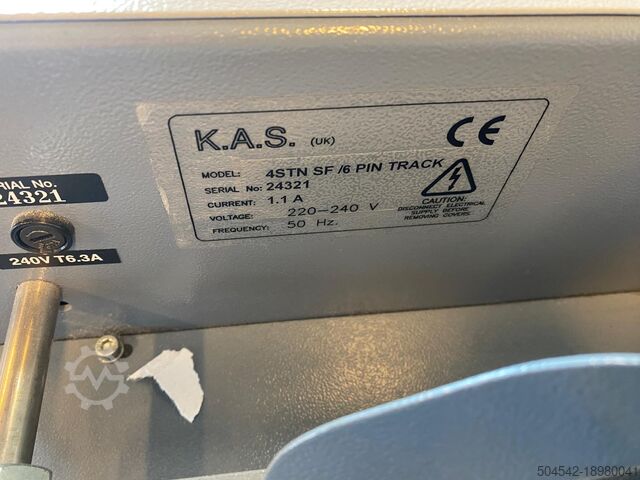 K.A.S. (UK)
CE
MODEL: 4STN SF /6 PIN TRACK
SERIAL No: 24321
CURRENT: 1.1 A
VOLTAGE: 220-240 V
FREQUENCY: 50 Hz.
CAUTION:
DISCONNECT ELECTRICAL
SUPPLY BEFORE
REMOVING COVERS.
RIAL No.
24321
240V T6.3A
504542-18980041